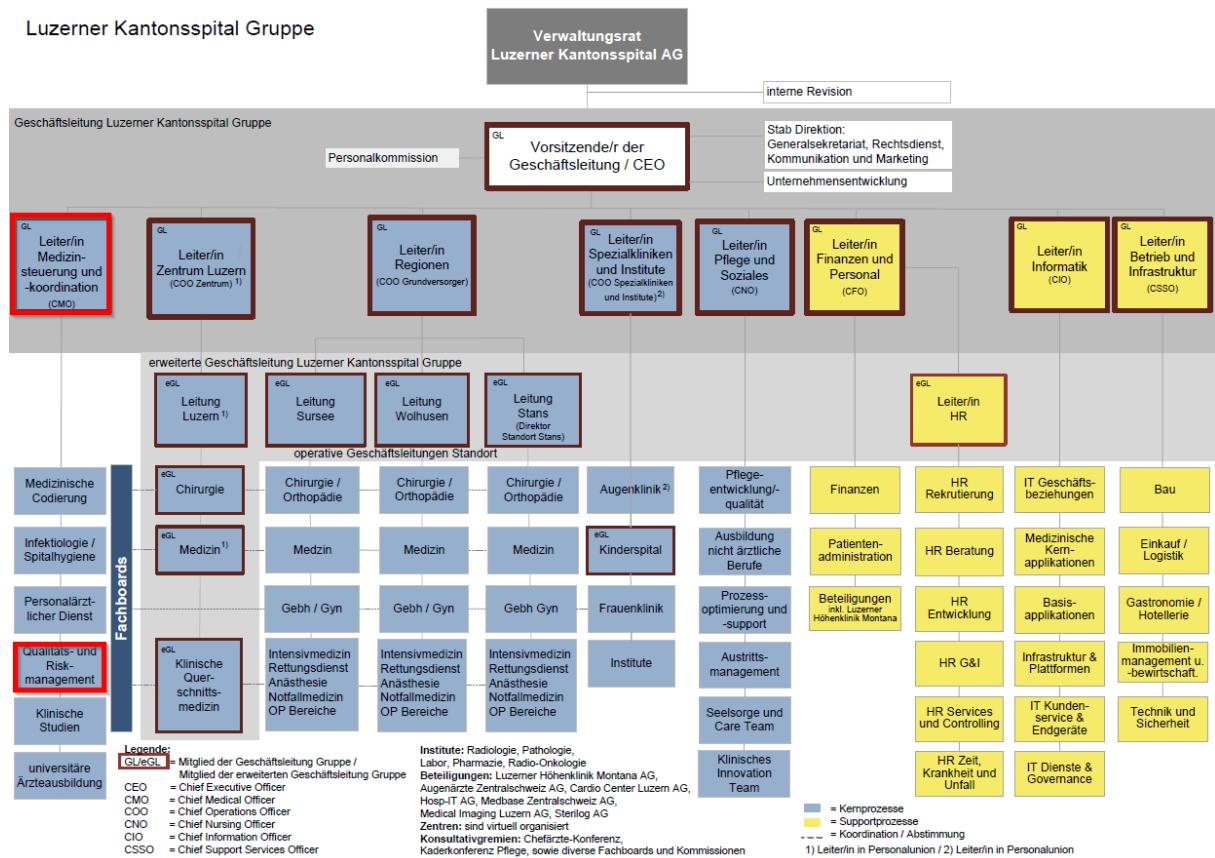 Luzerner Kantonsspital Gruppe
Verwaltungsrat
Luzerner Kantonsspital AG
interne Revision
Geschäftsleitung Luzerner Kantonsspital Gruppe
Personalkommission
GL
Vorsitzende/r der
Geschäftsleitung / CEO
Stab Direktion:
Generalsekretariat, Rechtsdienst,
Kommunikation und Marketing
Unternehmensentwicklung
GL
Leiter/in
Medizin-
steuerung und
-koordination
(CMO)
GL
Leiter/in
Zentrum Luzern
(COO Zentrum) 1)
GL
Leiter/in
Regionen
(COO Grundversorger)
GL
Leiter/in
Spezialkliniken
und Institute
(COO Spezialkliniken
und Institute) 2)
GL
Leiter/in
Pflege und
Soziales
(CNO)
GL
Leiter/in
Finanzen und
Personal
(CFO)
GL
Leiter/in
Informatik
(CIO)
GL
Leiter/in
Betrieb und
Infrastruktur
(CSSO)
erweiterte Geschäftsleitung Luzerner Kantonsspital Gruppe
eGL
Leitung
Luzern 1)
eGL
Leitung
Sursee
eGL
Leitung
Wolhusen
eGL
Leitung
Stans
(Direktor
Standort Stans)
eGL
Leiter/in
HR
operative Geschäftsleitungen Standort
Fachboards
Medizinische
Codierung
Infektiologie /
Spitalhygiene
Personalärzt-
licher Dienst
Qualitäts- und
Risk-
management
Klinische
Studien
universitäre
Ärzteausbildung
eGL
Chirurgie
eGL
Medizin 1)
eGL
Klinische
Quer-
schnitts-
medizin
Chirurgie /
Orthopädie
Medzin
Gebh / Gyn
Intensivmedizin
Rettungsdienst
Anästhesie
Notfallmedizin
OP Bereiche
Chirurgie /
Orthopädie
Medizin
Gebh / Gyn
Intensivmedizin
Rettungsdienst
Anästhesie
Notfallmedizin
OP Bereiche
Chirurgie /
Orthopädie
Medizin
Gebh Gyn
Intensivmedizin
Rettungsdienst
Anästhesie
Notfallmedizin
OP Bereiche
Augenklinik 2)
eGL
Kinderspital
Frauenklinik
Institute
Pflege-
entwicklung/-
qualität
Ausbildung
nicht ärztliche
Berufe
Prozess-
optimierung und
-support
Austritts-
management
Seelsorge und
Care Team
Klinisches
Innovation
Team
Finanzen
Patienten-
administration
Beteiligungen
inkl. Luzerner
Höhenklinik Montana
HR
Rekrutierung
HR Beratung
HR
Entwicklung
HR G&I
HR Services
und Controlling
HR Zeit,
Krankheit und
Unfall
IT Geschäfts-
beziehungen
Medizinische
Kern-
applikationen
Basis-
applikationen
Infrastruktur &
Plattformen
IT Kunden-
service &
Endgeräte
IT Dienste &
Governance
Bau
Einkauf /
Logistik
Gastronomie /
Hotellerie
Immobilien-
management u.
-bewirtschaft.
Technik und
Sicherheit
Legende:
GL/eGL = Mitglied der Geschäftsleitung Gruppe /
Mitglied der erweiterten Geschäftsleitung Gruppe
CEO = Chief Executive Officer
CMO = Chief Medical Officer
COO = Chief Operations Officer
CNO = Chief Nursing Officer
CIO = Chief Information Officer
CSSO = Chief Support Services Officer
Institute: Radiologie, Pathologie,
Labor, Pharmazie, Radio-Onkologie
Beteiligungen: Luzerner Höhenklinik Montana AG,
Augenärzte Zentralschweiz AG, Cardio Center Luzern AG,
Hosp-IT AG, Medbase Zentralschweiz AG,
Medical Imaging Luzern AG, Sterilog AG
Zentren: sind virtuell organisiert
Konsultativgremien: Chefärzte-Konferenz,
Kaderkonferenz Pflege, sowie diverse Fachboards und Kommissionen
= Kernprozesse
= Supportprozesse
= Koordination / Abstimmung
1) Leiter/in in Personalunion / 2) Leiter/in in Personalunion